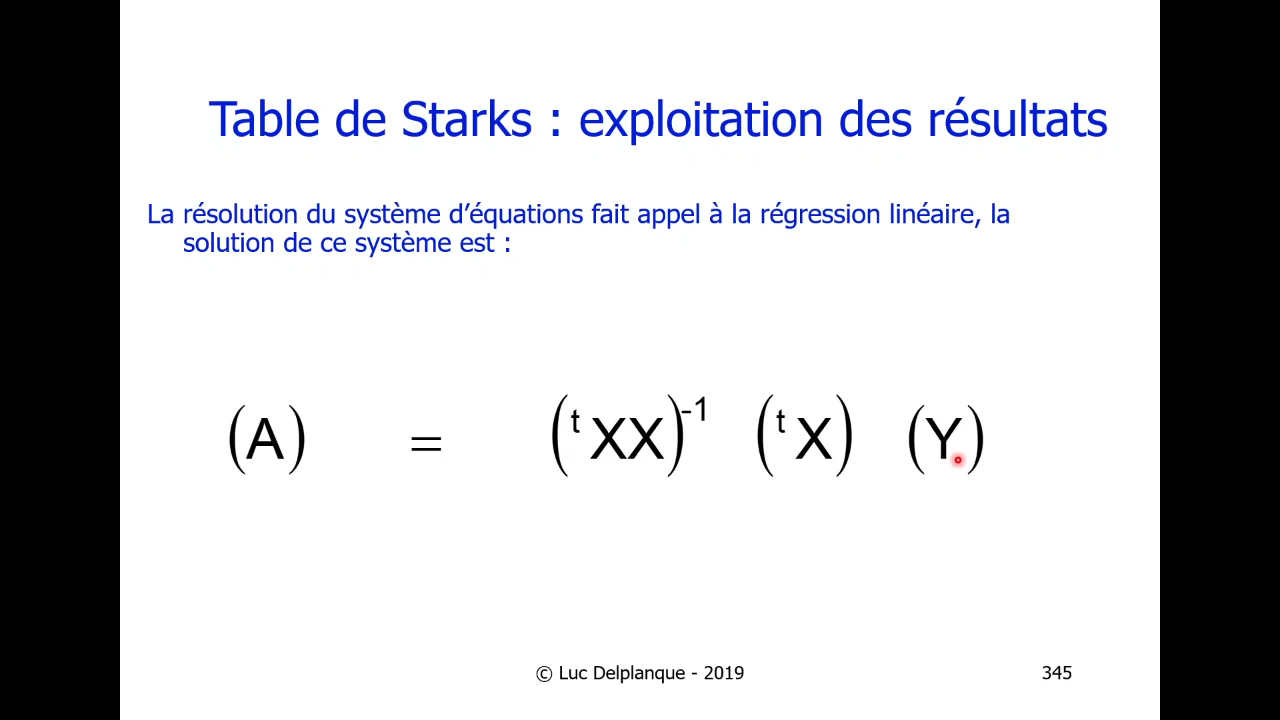 Table de Starks : exploitation des résultats
La résolution du système d’équations fait appel à la régression linéaire, la
solution de ce système est :
(A) = (ᵗXX)⁻¹ (ᵗX) (Y)
© Luc Delplanque - 2019 345